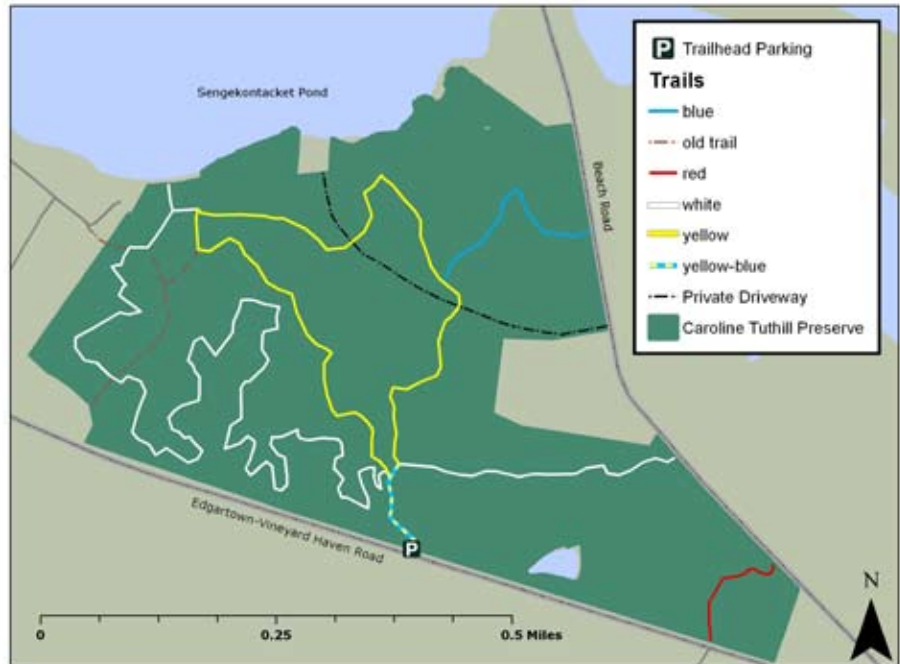 Sengekontacket Pond
Beach Road
Edgartown-Vineyard Haven Road
P
0
0.25
0.5 Miles
N
P Trailhead Parking
Trails
blue
old trail
red
white
yellow
yellow-blue
Private Driveway
Caroline Tuthill Preserve